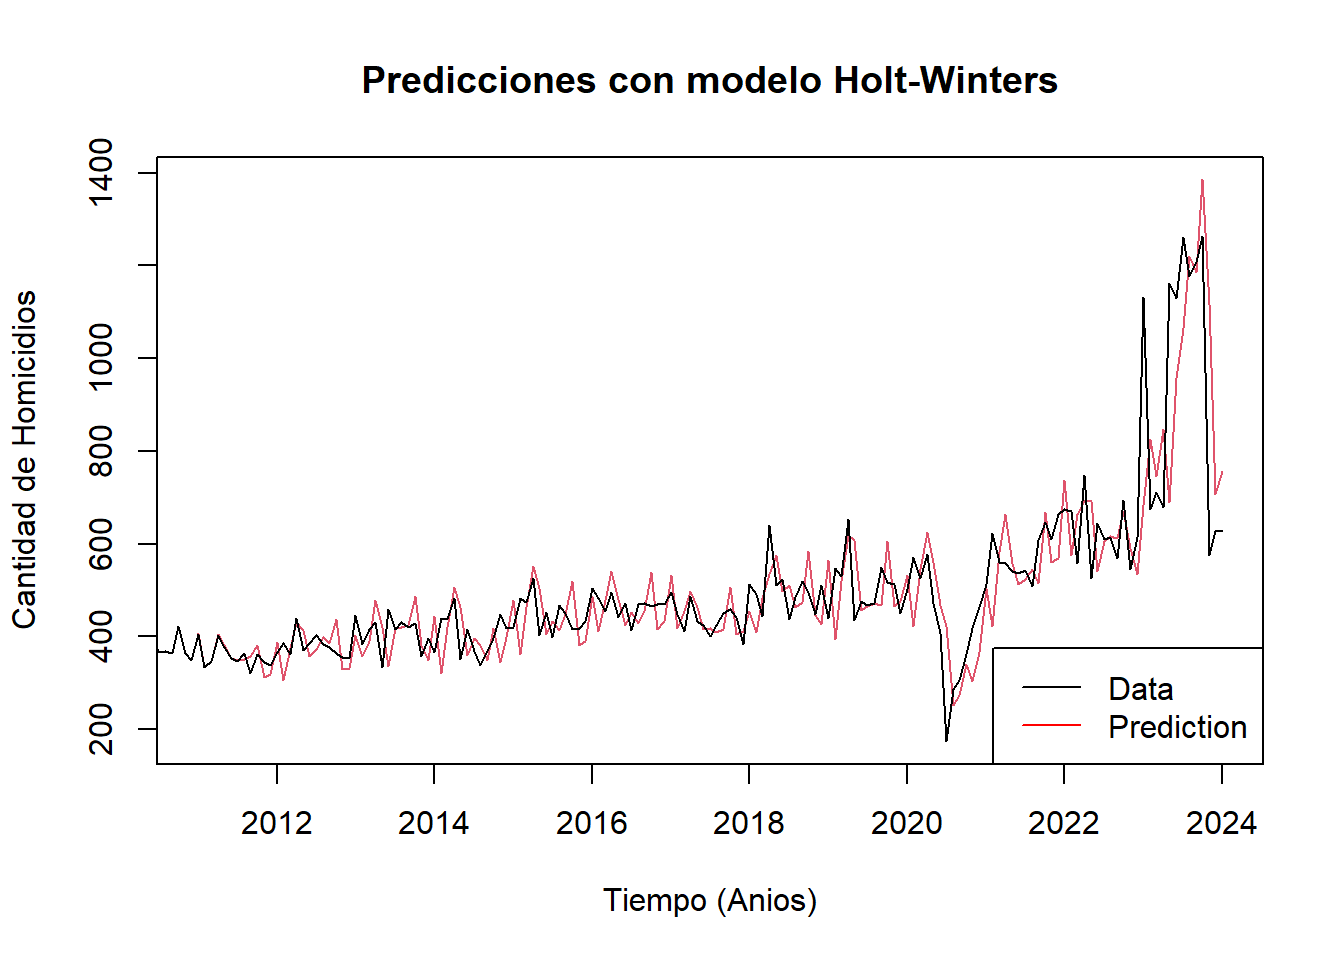 Predicciones con modelo Holt-Winters
Cantidad de Homicidios
1400
1000
800
600
400
200
2012 2014 2016 2018 2020 2022 2024
Tiempo (Anios)
Data
Prediction